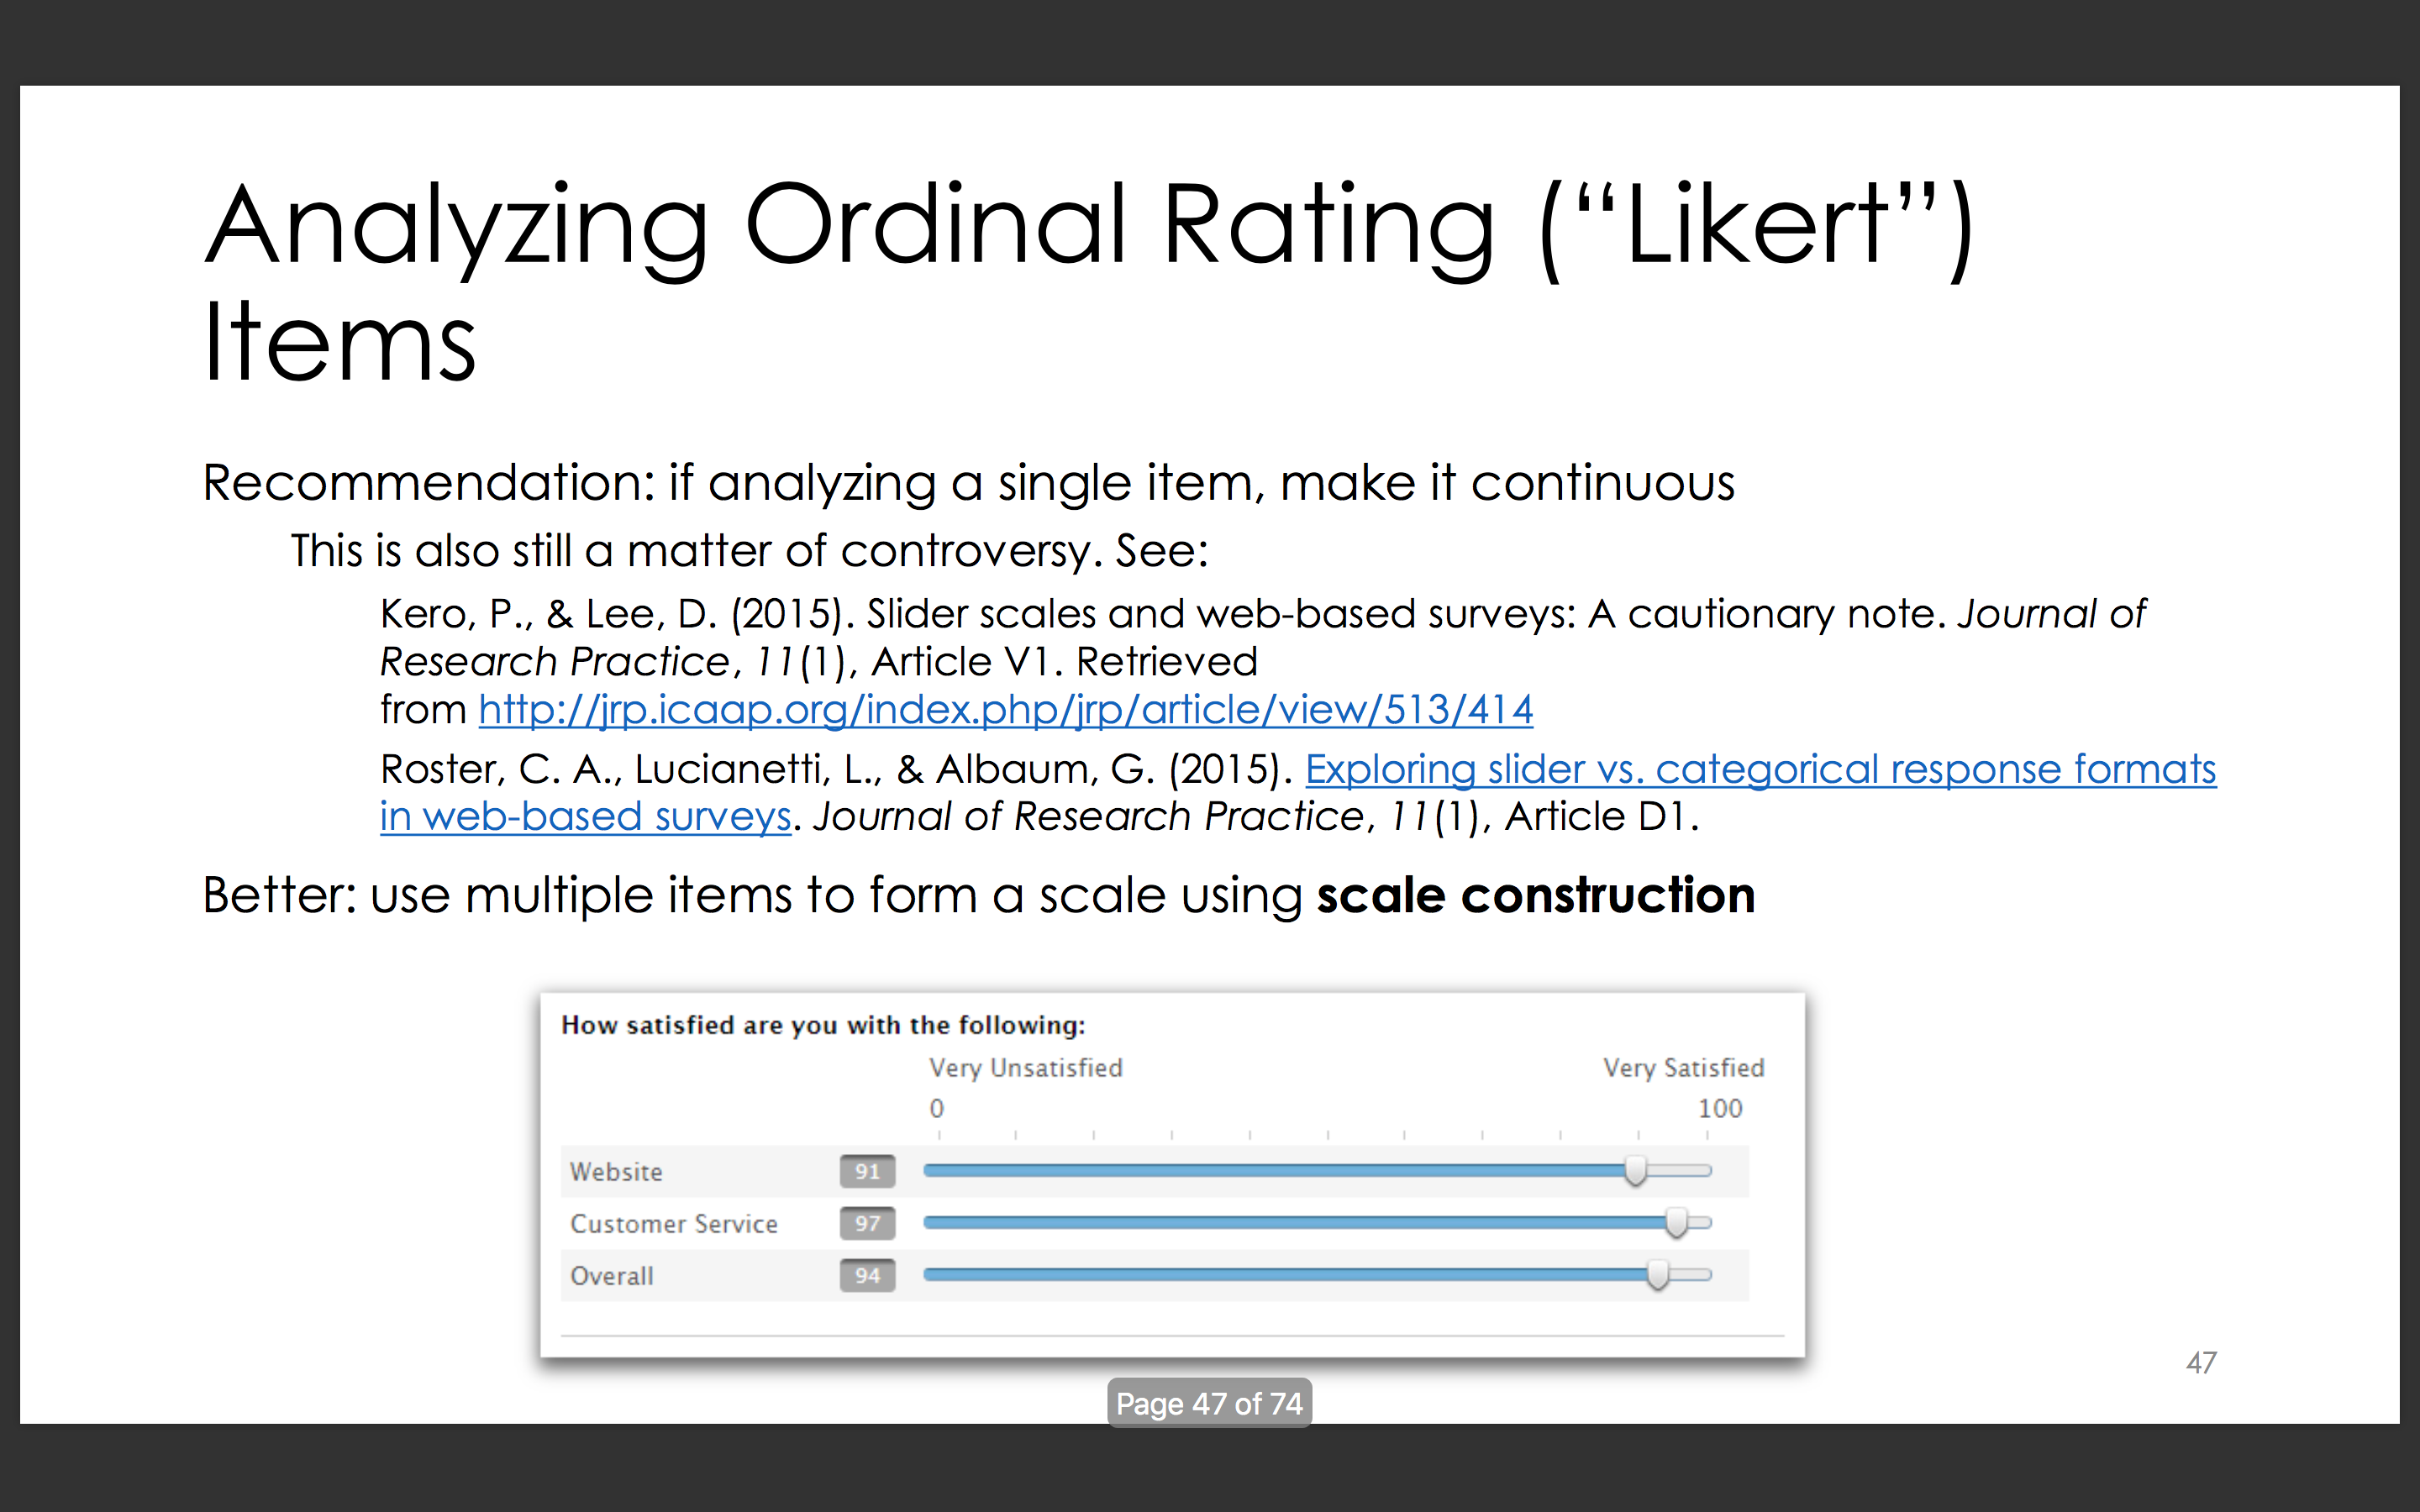 Analyzing Ordinal Rating (“Likert”)
Items
Recommendation: if analyzing a single item, make it continuous
This is also still a matter of controversy. See:
Kero, P., & Lee, D. (2015). Slider scales and web-based surveys: A cautionary note. Journal of
Research Practice, 11(1), Article V1. Retrieved
from http://jrp.icaap.org/index.php/jrp/article/view/513/414
Roster, C. A., Lucianetti, L., & Albaum, G. (2015). Exploring slider vs. categorical response formats
in web-based surveys. Journal of Research Practice, 11(1), Article D1.
Better: use multiple items to form a scale using scale construction
How satisfied are you with the following:
Very Unsatisfied Very Satisfied
0 100
Website 91
Customer Service 97
Overall 94
47
Page 47 of 74